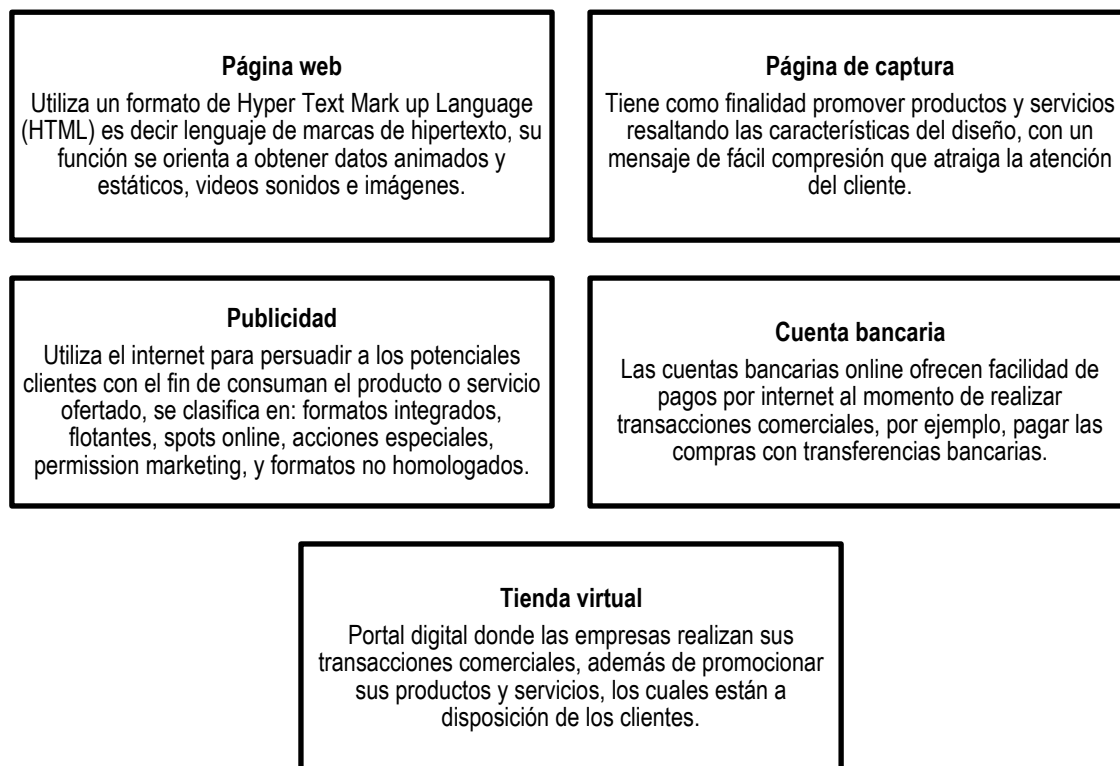 Página web
Utiliza un formato de Hyper Text Mark up Language
(HTML) es decir lenguaje de marcas de hipertexto, su
función se orienta a obtener datos animados y
estáticos, videos sonidos e imágenes.
Página de captura
Tiene como finalidad promover productos y servicios
resaltando las características del diseño, con un
mensaje de fácil compresión que atraiga la atención
del cliente.
Publicidad
Utiliza el internet para persuadir a los potenciales
clientes con el fin de consuman el producto o servicio
ofertado, se clasifica en: formatos integrados,
flotantes, spots online, acciones especiales,
permission marketing, y formatos no homologados.
Cuenta bancaria
Las cuentas bancarias online ofrecen facilidad de
pagos por internet al momento de realizar
transacciones comerciales, por ejemplo, pagar las
compras con transferencias bancarias.
Tienda virtual
Portal digital donde las empresas realizan sus
transacciones comerciales, además de promocionar
sus productos y servicios, los cuales están a
disposición de los clientes.